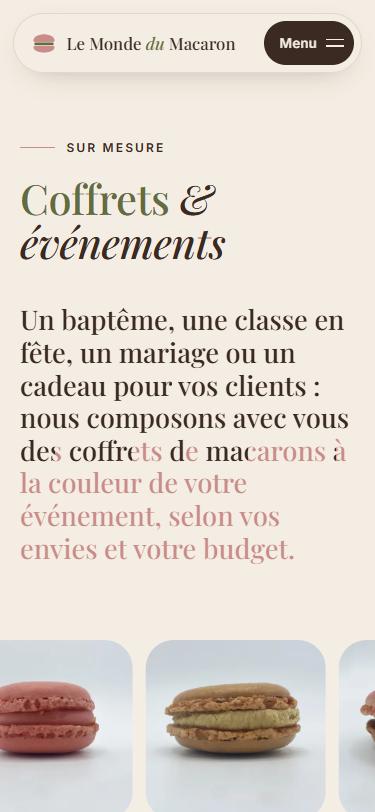 Le Monde du Macaron
Menu
SUR MESURE
Coffrets &
événements
Un baptême, une classe en
fête, un mariage ou un
cadeau pour vos clients :
nous composons avec vous
des coffrets de macarons à
la couleur de votre
événement, selon vos
envies et votre budget.